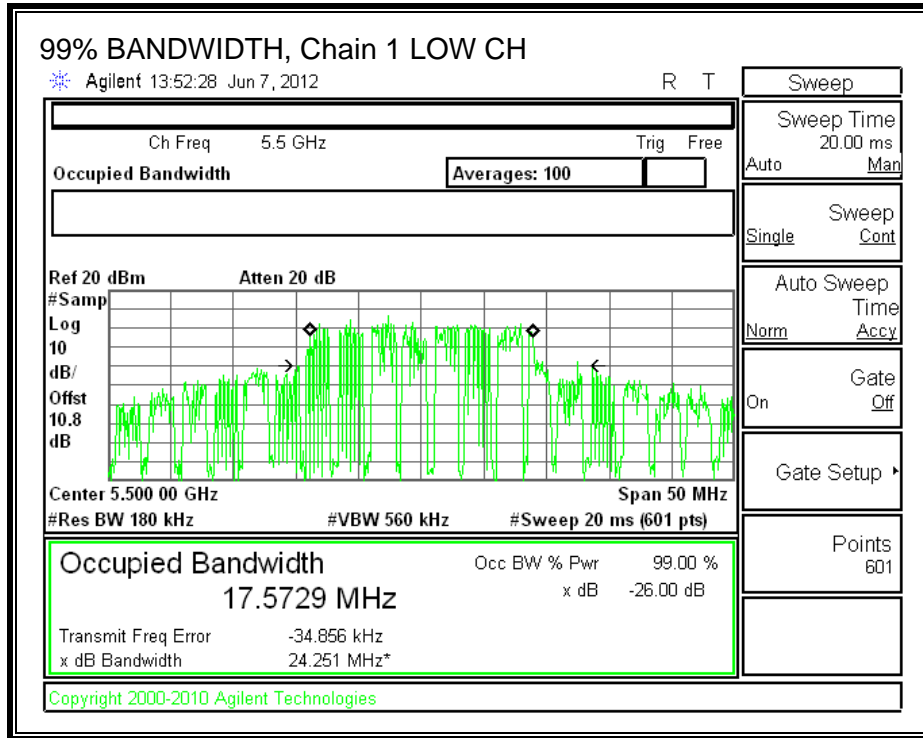 99% BANDWIDTH, Chain 1 LOW CH
Agilent 13:52:28 Jun 7, 2012 R T
Ch Freq 5.5 GHz Trig Free
Occupied Bandwidth Averages: 100
Ref 20 dBm Atten 20 dB
#Samp
Log
10
dB/
Offst
10.8
dB
Center 5.500 00 GHz Span 50 MHz
#Res BW 180 kHz #VBW 560 kHz #Sweep 20 ms (601 pts)
Occupied Bandwidth Occ BW % Pwr 99.00 %
17.5729 MHz x dB -26.00 dB
Transmit Freq Error -34.856 kHz
x dB Bandwidth 24.251 MHz*
Copyright 2000-2010 Agilent Technologies
Sweep
Sweep Time
20.00 ms
Auto Man
Sweep
Single Cont
Auto Sweep
Time
Norm Accy
Gate
On Off
Gate Setup
Points
601